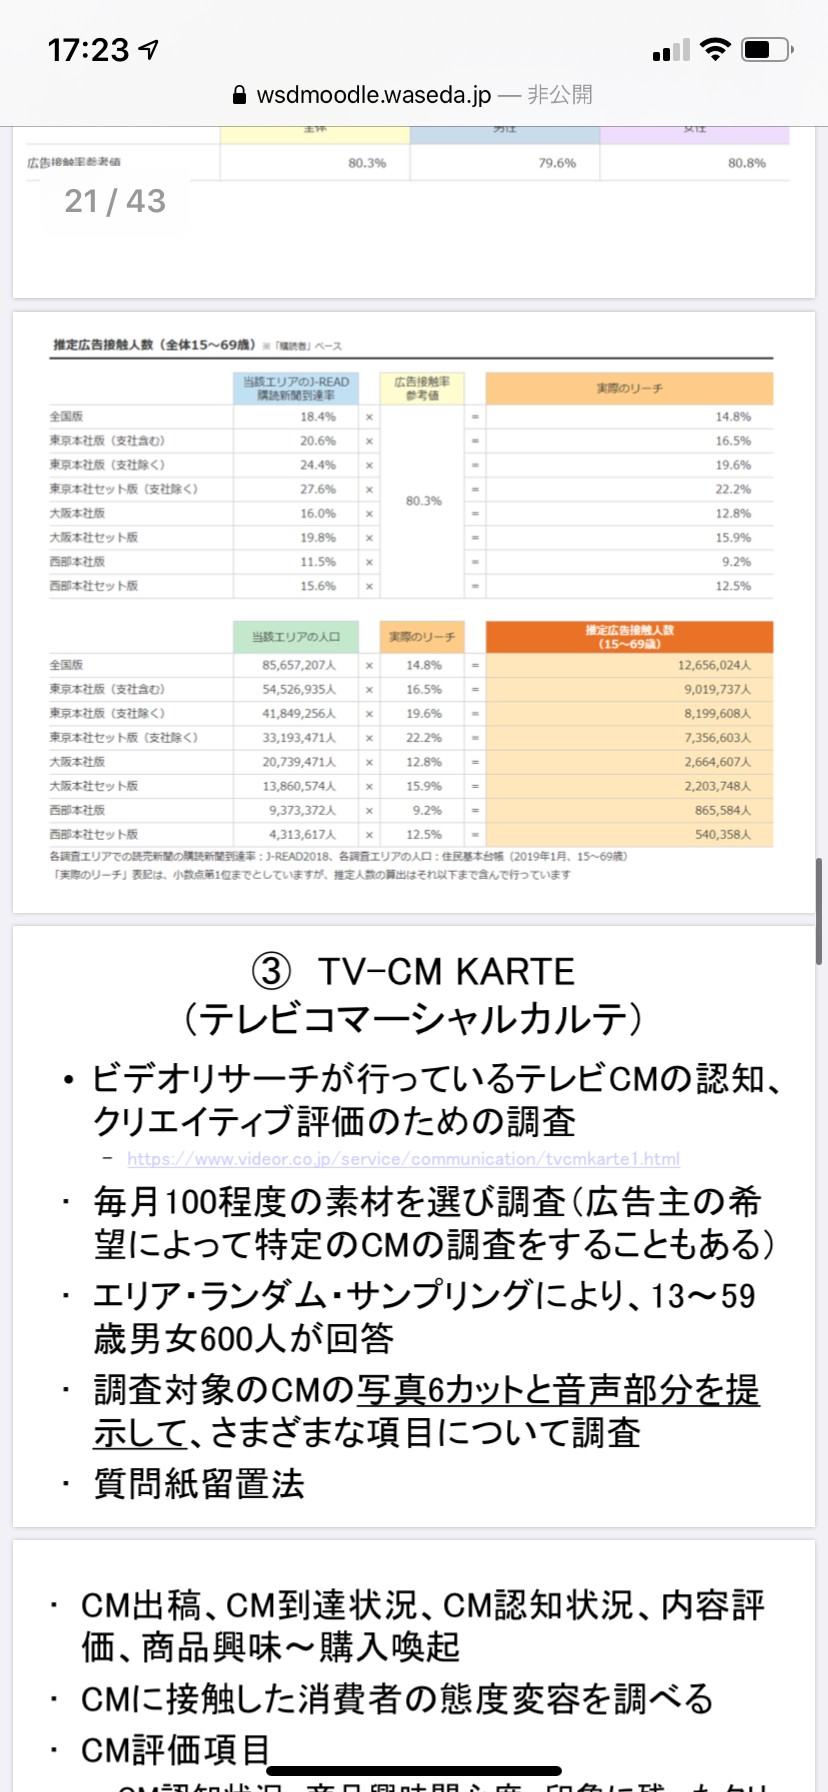 17:23
wsdmoodle.waseda.jp — 非公開
全体 男性 女性
広告接触率参考値 80.3% 79.6% 80.8%
21 / 43
推定広告接触人数（全体15～69歳）※「購読者」ベース
当該エリアのJ-READ 広告接触率 実際のリーチ
購読新聞到達率 参考値
全国版 18.4% × = 14.8%
東京本社版（支社含む） 20.6% × = 16.5%
東京本社版（支社除く） 24.4% × = 19.6%
東京本社セット版（支社除く） 27.6% × = 22.2%
80.3%
大阪本社版 16.0% × = 12.8%
大阪本社セット版 19.8% × = 15.9%
西部本社版 11.5% × = 9.2%
西部本社セット版 15.6% × = 12.5%
当該エリアの人口 実際のリーチ 推定広告接触人数
（15～69歳）
全国版 85,657,207人 × 14.8% = 12,656,024人
東京本社版（支社含む） 54,526,935人 × 16.5% = 9,019,737人
東京本社版（支社除く） 41,849,256人 × 19.6% = 8,199,608人
東京本社セット版（支社除く） 33,193,471人 × 22.2% = 7,356,603人
大阪本社版 20,739,471人 × 12.8% = 2,664,607人
大阪本社セット版 13,860,574人 × 15.9% = 2,203,748人
西部本社版 9,373,372人 × 9.2% = 865,584人
西部本社セット版 4,313,617人 × 12.5% = 540,358人
各調査エリアでの読売新聞の購読新聞到達率：J-READ2018、各調査エリアの人口：住民基本台帳（2019年1月、15～69歳）
「実際のリーチ」表記は、小数点第1位までとしていますが、推定人数の算出はそれ以下まで含んで行っています
③ TV-CM KARTE
（テレビコマーシャルカルテ）
• ビデオリサーチが行っているテレビCMの認知、
クリエイティブ評価のための調査
– https://www.videor.co.jp/service/communication/tvcmkarte1.html
・ 毎月100程度の素材を選び調査（広告主の希
望によって特定のCMの調査をすることもある）
・ エリア・ランダム・サンプリングにより、13～59
歳男女600人が回答
・ 調査対象のCMの写真6カットと音声部分を提
示して、さまざまな項目について調査
・ 質問紙留置法
・ CM出稿、CM到達状況、CM認知状況、内容評
価、商品興味～購入喚起
・ CMに接触した消費者の態度変容を調べる
・ CM評価項目